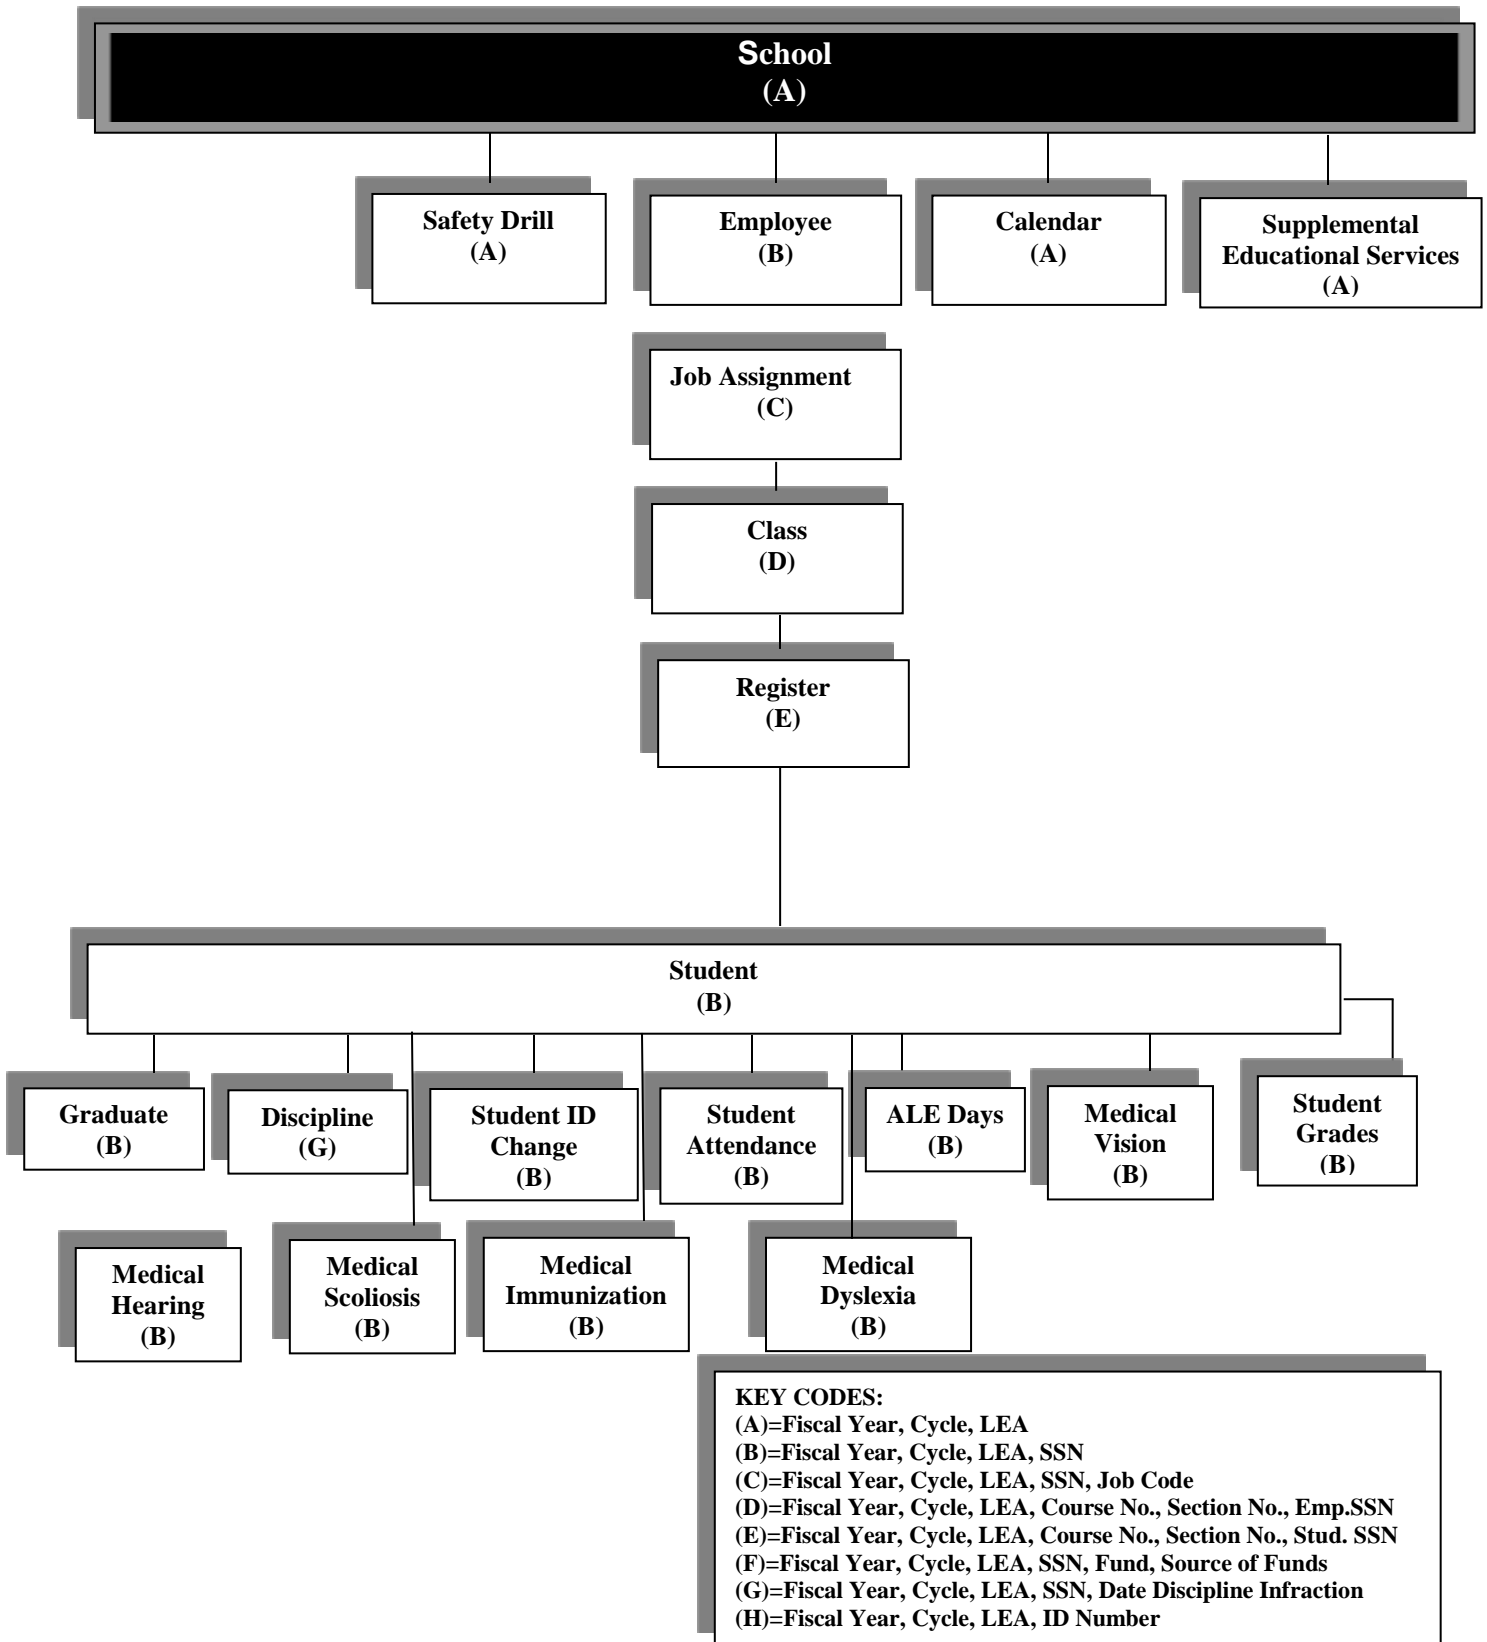 School
(A)
Safety Drill
(A)
Employee
(B)
Calendar
(A)
Supplemental
Educational Services
(A)
Job Assignment
(C)
Class
(D)
Register
(E)
Student
(B)
Graduate
(B)
Discipline
(G)
Student ID
Change
(B)
Student
Attendance
(B)
ALE Days
(B)
Medical
Vision
(B)
Student
Grades
(B)
Medical
Hearing
(B)
Medical
Scoliosis
(B)
Medical
Immunization
(B)
Medical
Dyslexia
(B)
KEY CODES:
(A)=Fiscal Year, Cycle, LEA
(B)=Fiscal Year, Cycle, LEA, SSN
(C)=Fiscal Year, Cycle, LEA, SSN, Job Code
(D)=Fiscal Year, Cycle, LEA, Course No., Section No., Emp.SSN
(E)=Fiscal Year, Cycle, LEA, Course No., Section No., Stud. SSN
(F)=Fiscal Year, Cycle, LEA, SSN, Fund, Source of Funds
(G)=Fiscal Year, Cycle, LEA, SSN, Date Discipline Infraction
(H)=Fiscal Year, Cycle, LEA, ID Number